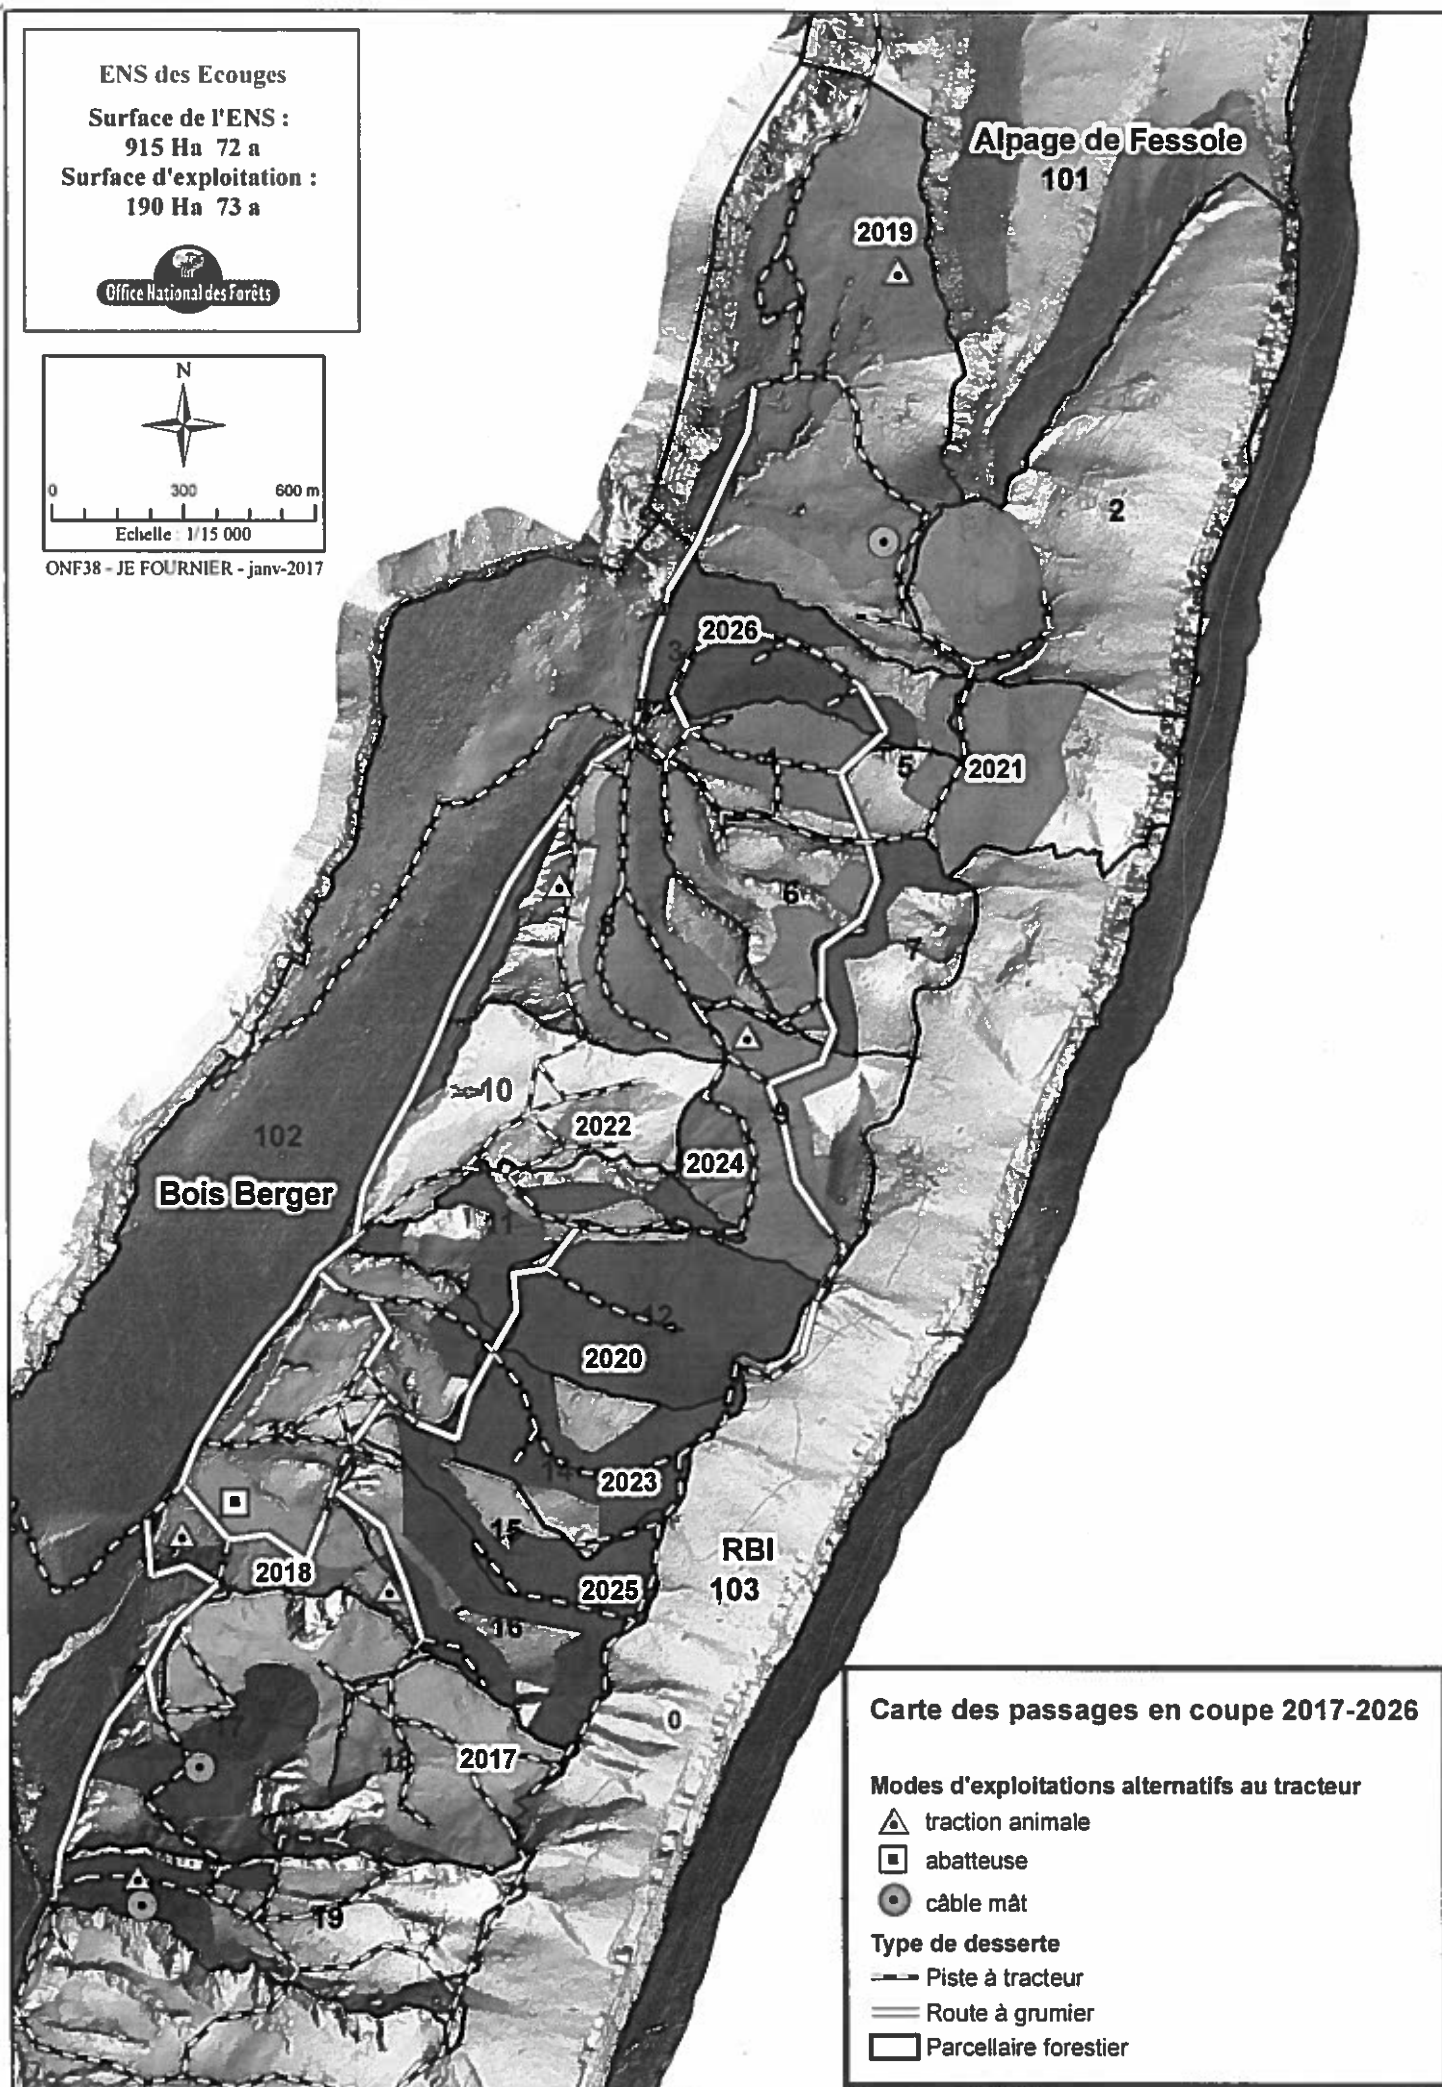 ENS des Ecouges
Surface de l'ENS :
915 Ha 72 a
Surface d'exploitation :
190 Ha 73 a
Office National des Forêts
N
0 300 600 m
Echelle : 1/15 000
ONF38 - JE FOURNIER - janv-2017
Alpage de Fessole
101
2019
2
2026
3
4
5
2021
6
8
7
10
9
2022
102
2024
Bois Berger
11
12
2020
13
14
2023
15
RBI
2018
103
2025
16
0
17
18
2017
19
Carte des passages en coupe 2017-2026
Modes d'exploitations alternatifs au tracteur
traction animale
abatteuse
câble mât
Type de desserte
Piste à tracteur
Route à grumier
Parcellaire forestier